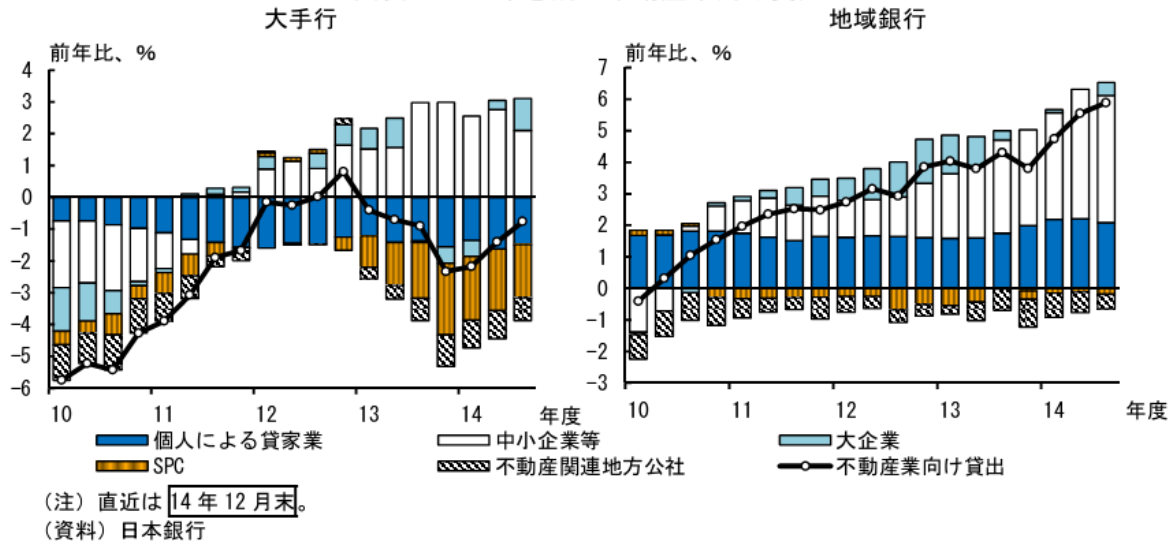 大手行
地域銀行
前年比、%
4
3
2
1
0
-1
-2
-3
-4
-5
-6
10 11 12 13 14 年度
前年比、%
7
6
5
4
3
2
1
0
-1
-2
-3
10 11 12 13 14 年度
個人による貸家業 中小企業等 大企業
SPC 不動産関連地方公社 不動産業向け貸出
(注) 直近は 14 年 12 月末。
(資料) 日本銀行